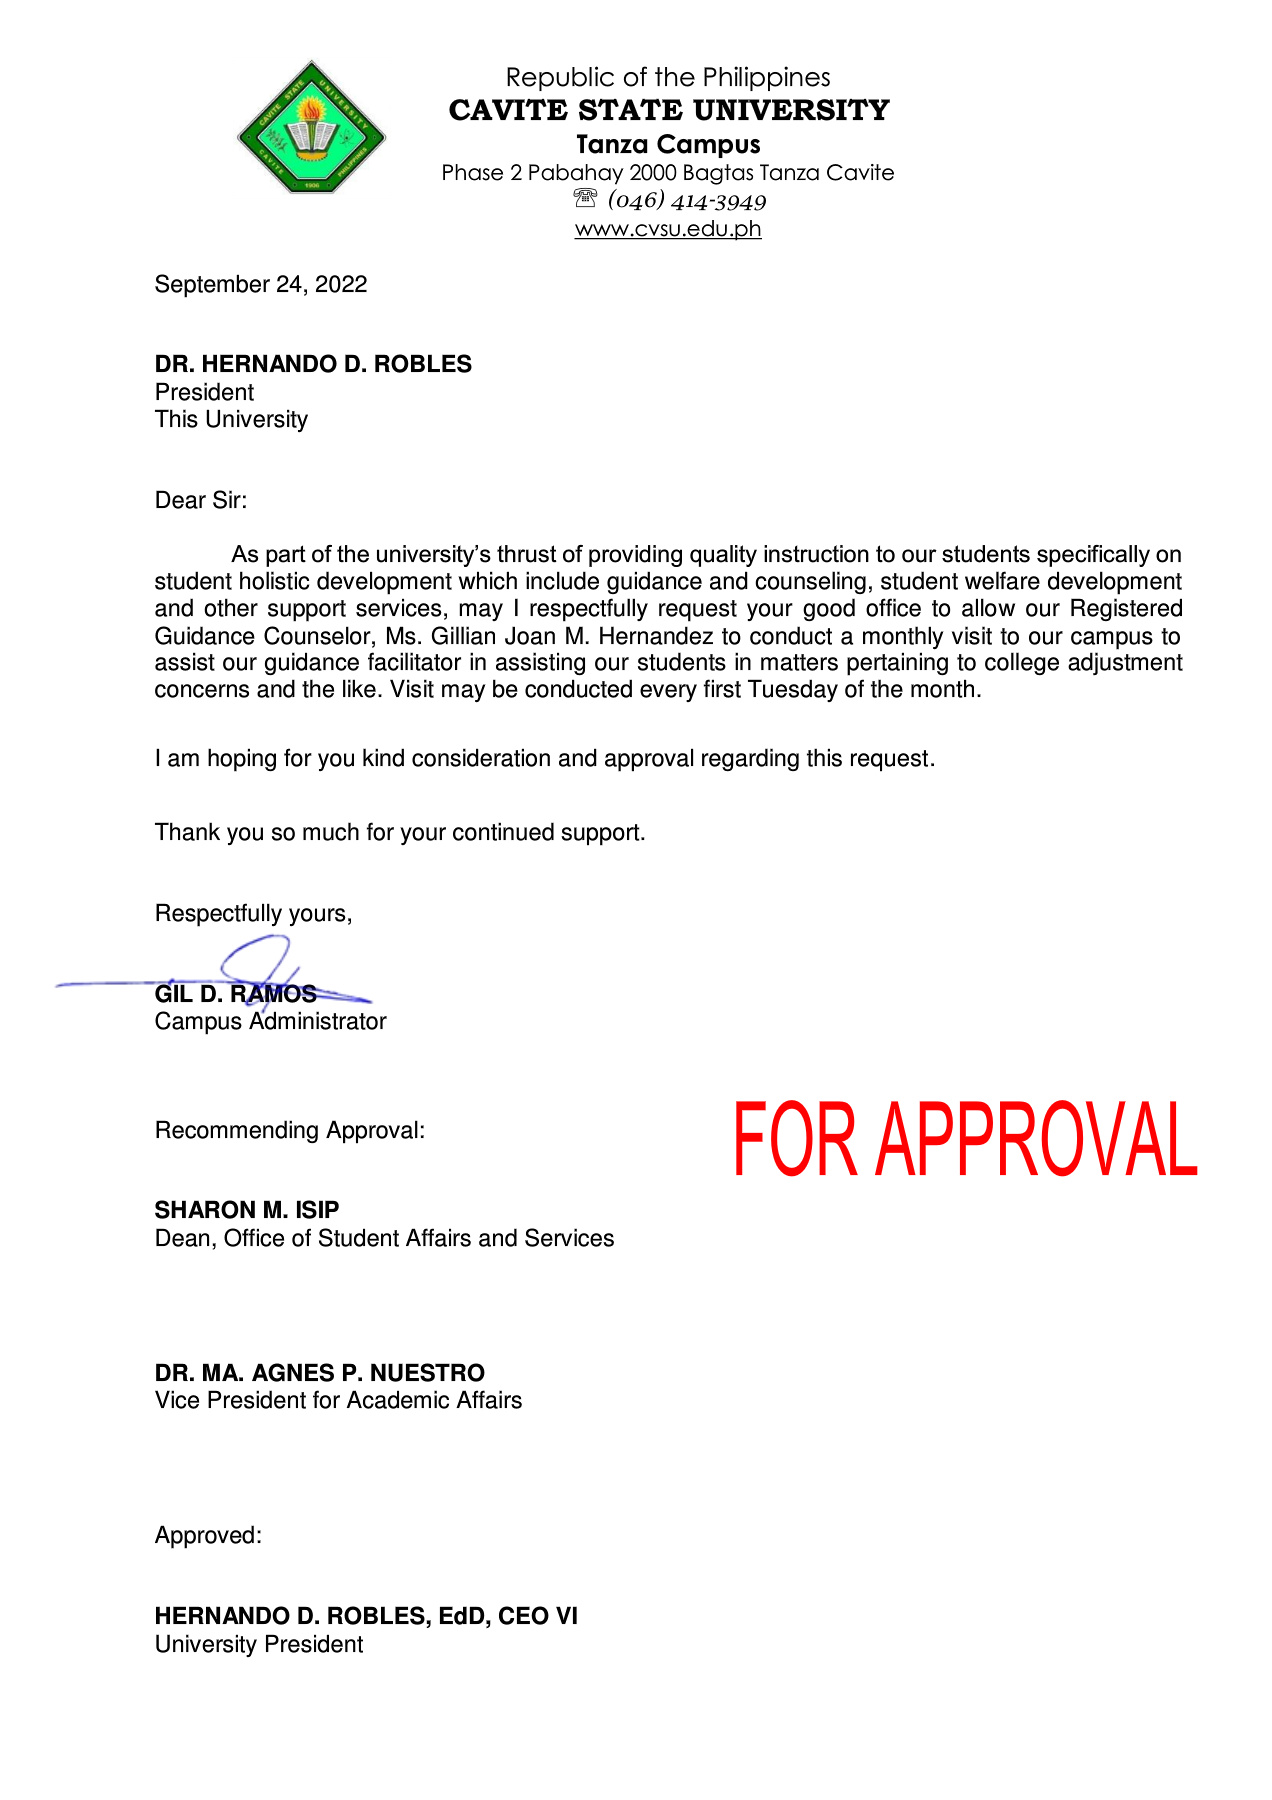 CAVITE STATE UNIVERSITY
CAVITE PHILIPPINES
1906
Republic of the Philippines
CAVITE STATE UNIVERSITY
Tanza Campus
Phase 2 Pabahay 2000 Bagtas Tanza Cavite
☏ (046) 414-3949
www.cvsu.edu.ph
September 24, 2022
DR. HERNANDO D. ROBLES
President
This University
Dear Sir:
As part of the university’s thrust of providing quality instruction to our students specifically on
student holistic development which include guidance and counseling, student welfare development
and other support services, may I respectfully request your good office to allow our Registered
Guidance Counselor, Ms. Gillian Joan M. Hernandez to conduct a monthly visit to our campus to
assist our guidance facilitator in assisting our students in matters pertaining to college adjustment
concerns and the like. Visit may be conducted every first Tuesday of the month.
I am hoping for you kind consideration and approval regarding this request.
Thank you so much for your continued support.
Respectfully yours,
GIL D. RAMOS
Campus Administrator
Recommending Approval:
FOR APPROVAL
SHARON M. ISIP
Dean, Office of Student Affairs and Services
DR. MA. AGNES P. NUESTRO
Vice President for Academic Affairs
Approved:
HERNANDO D. ROBLES, EdD, CEO VI
University President